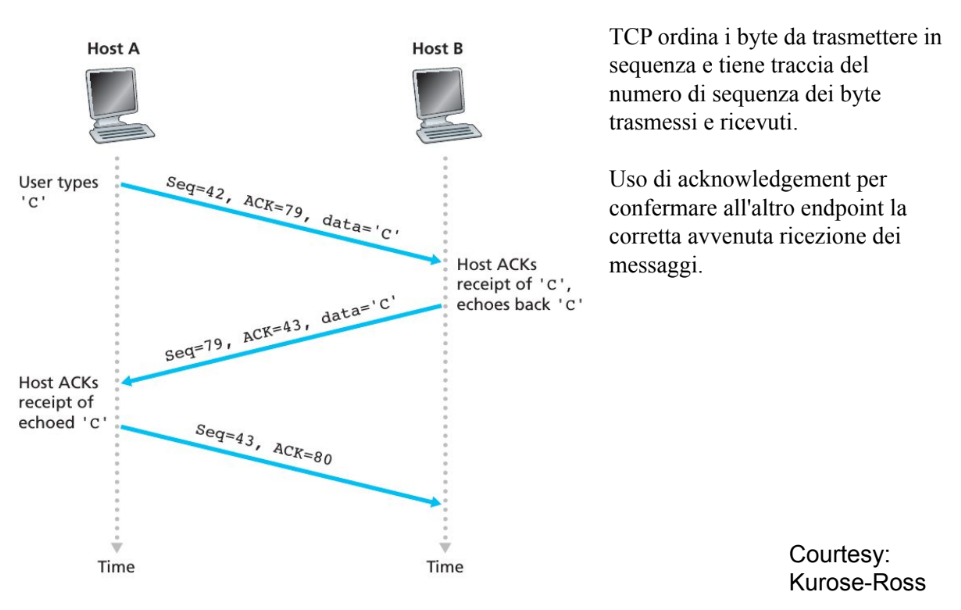 Host A
Host B
TCP ordina i byte da trasmettere in
sequenza e tiene traccia del
numero di sequenza dei byte
trasmessi e ricevuti.
Uso di acknowledgement per
confermare all'altro endpoint la
corretta avvenuta ricezione dei
messaggi.
User types
'C'
Seq=42, ACK=79, data='C'
Host ACKs
receipt of 'C',
echoes back 'C'
Seq=79, ACK=43, data='C'
Host ACKs
receipt of
echoed 'C'
Seq=43, ACK=80
Time
Time
Courtesy:
Kurose-Ross